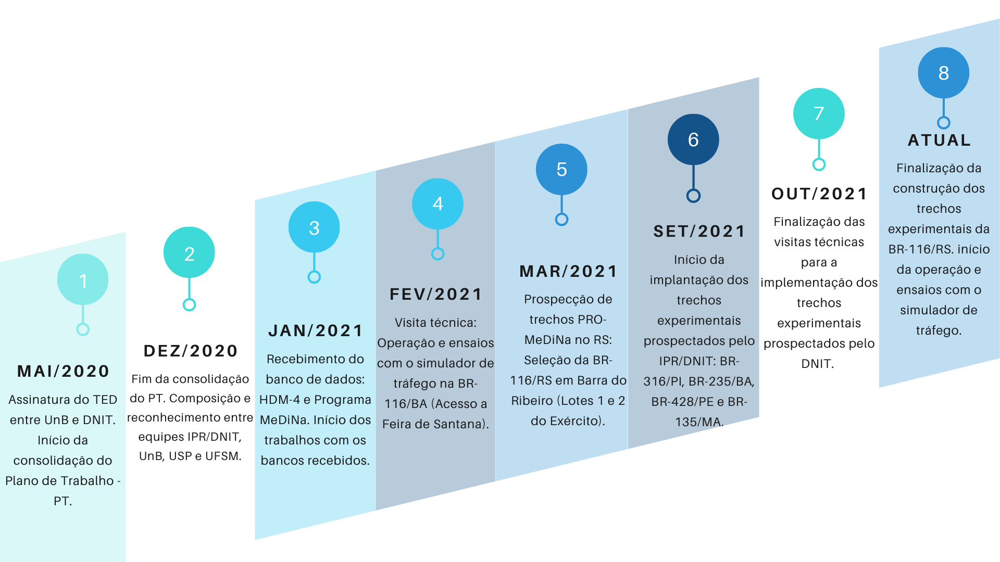 1
MAI/2020
Assinatura do TED
entre UnB e DNIT.
Início da
consolidação do
Plano de Trabalho -
PT.
2
DEZ/2020
Fim da consolidação
do PT. Composição e
reconhecimento entre
equipes IPR/DNIT,
UnB, USP e UFSM.
3
JAN/2021
Recebimento do
banco de dados:
HDM-4 e Programa
MeDiNa. Início dos
trabalhos com os
bancos recebidos.
4
FEV/2021
Visita técnica:
Operação e ensaios
com o simulador de
tráfego na BR-
116/BA (Acesso a
Feira de Santana).
5
MAR/2021
Prospecção de
trechos PRO-
MeDiNa no RS:
Seleção da BR-
116/RS em Barra do
Ribeiro (Lotes 1 e 2
do Exército).
6
SET/2021
Início da
implantação dos
trechos
experimentais
prospectados pelo
IPR/DNIT: BR-
316/PI, BR-235/BA,
BR-428/PE e BR-
135/MA.
7
OUT/2021
Finalização das
visitas técnicas
para a
implementação dos
trechos
experimentais
prospectados pelo
DNIT.
8
ATUAL
Finalização da
construção dos
trechos
experimentais da
BR-116/RS. início
da operação e
ensaios com o
simulador de
tráfego.